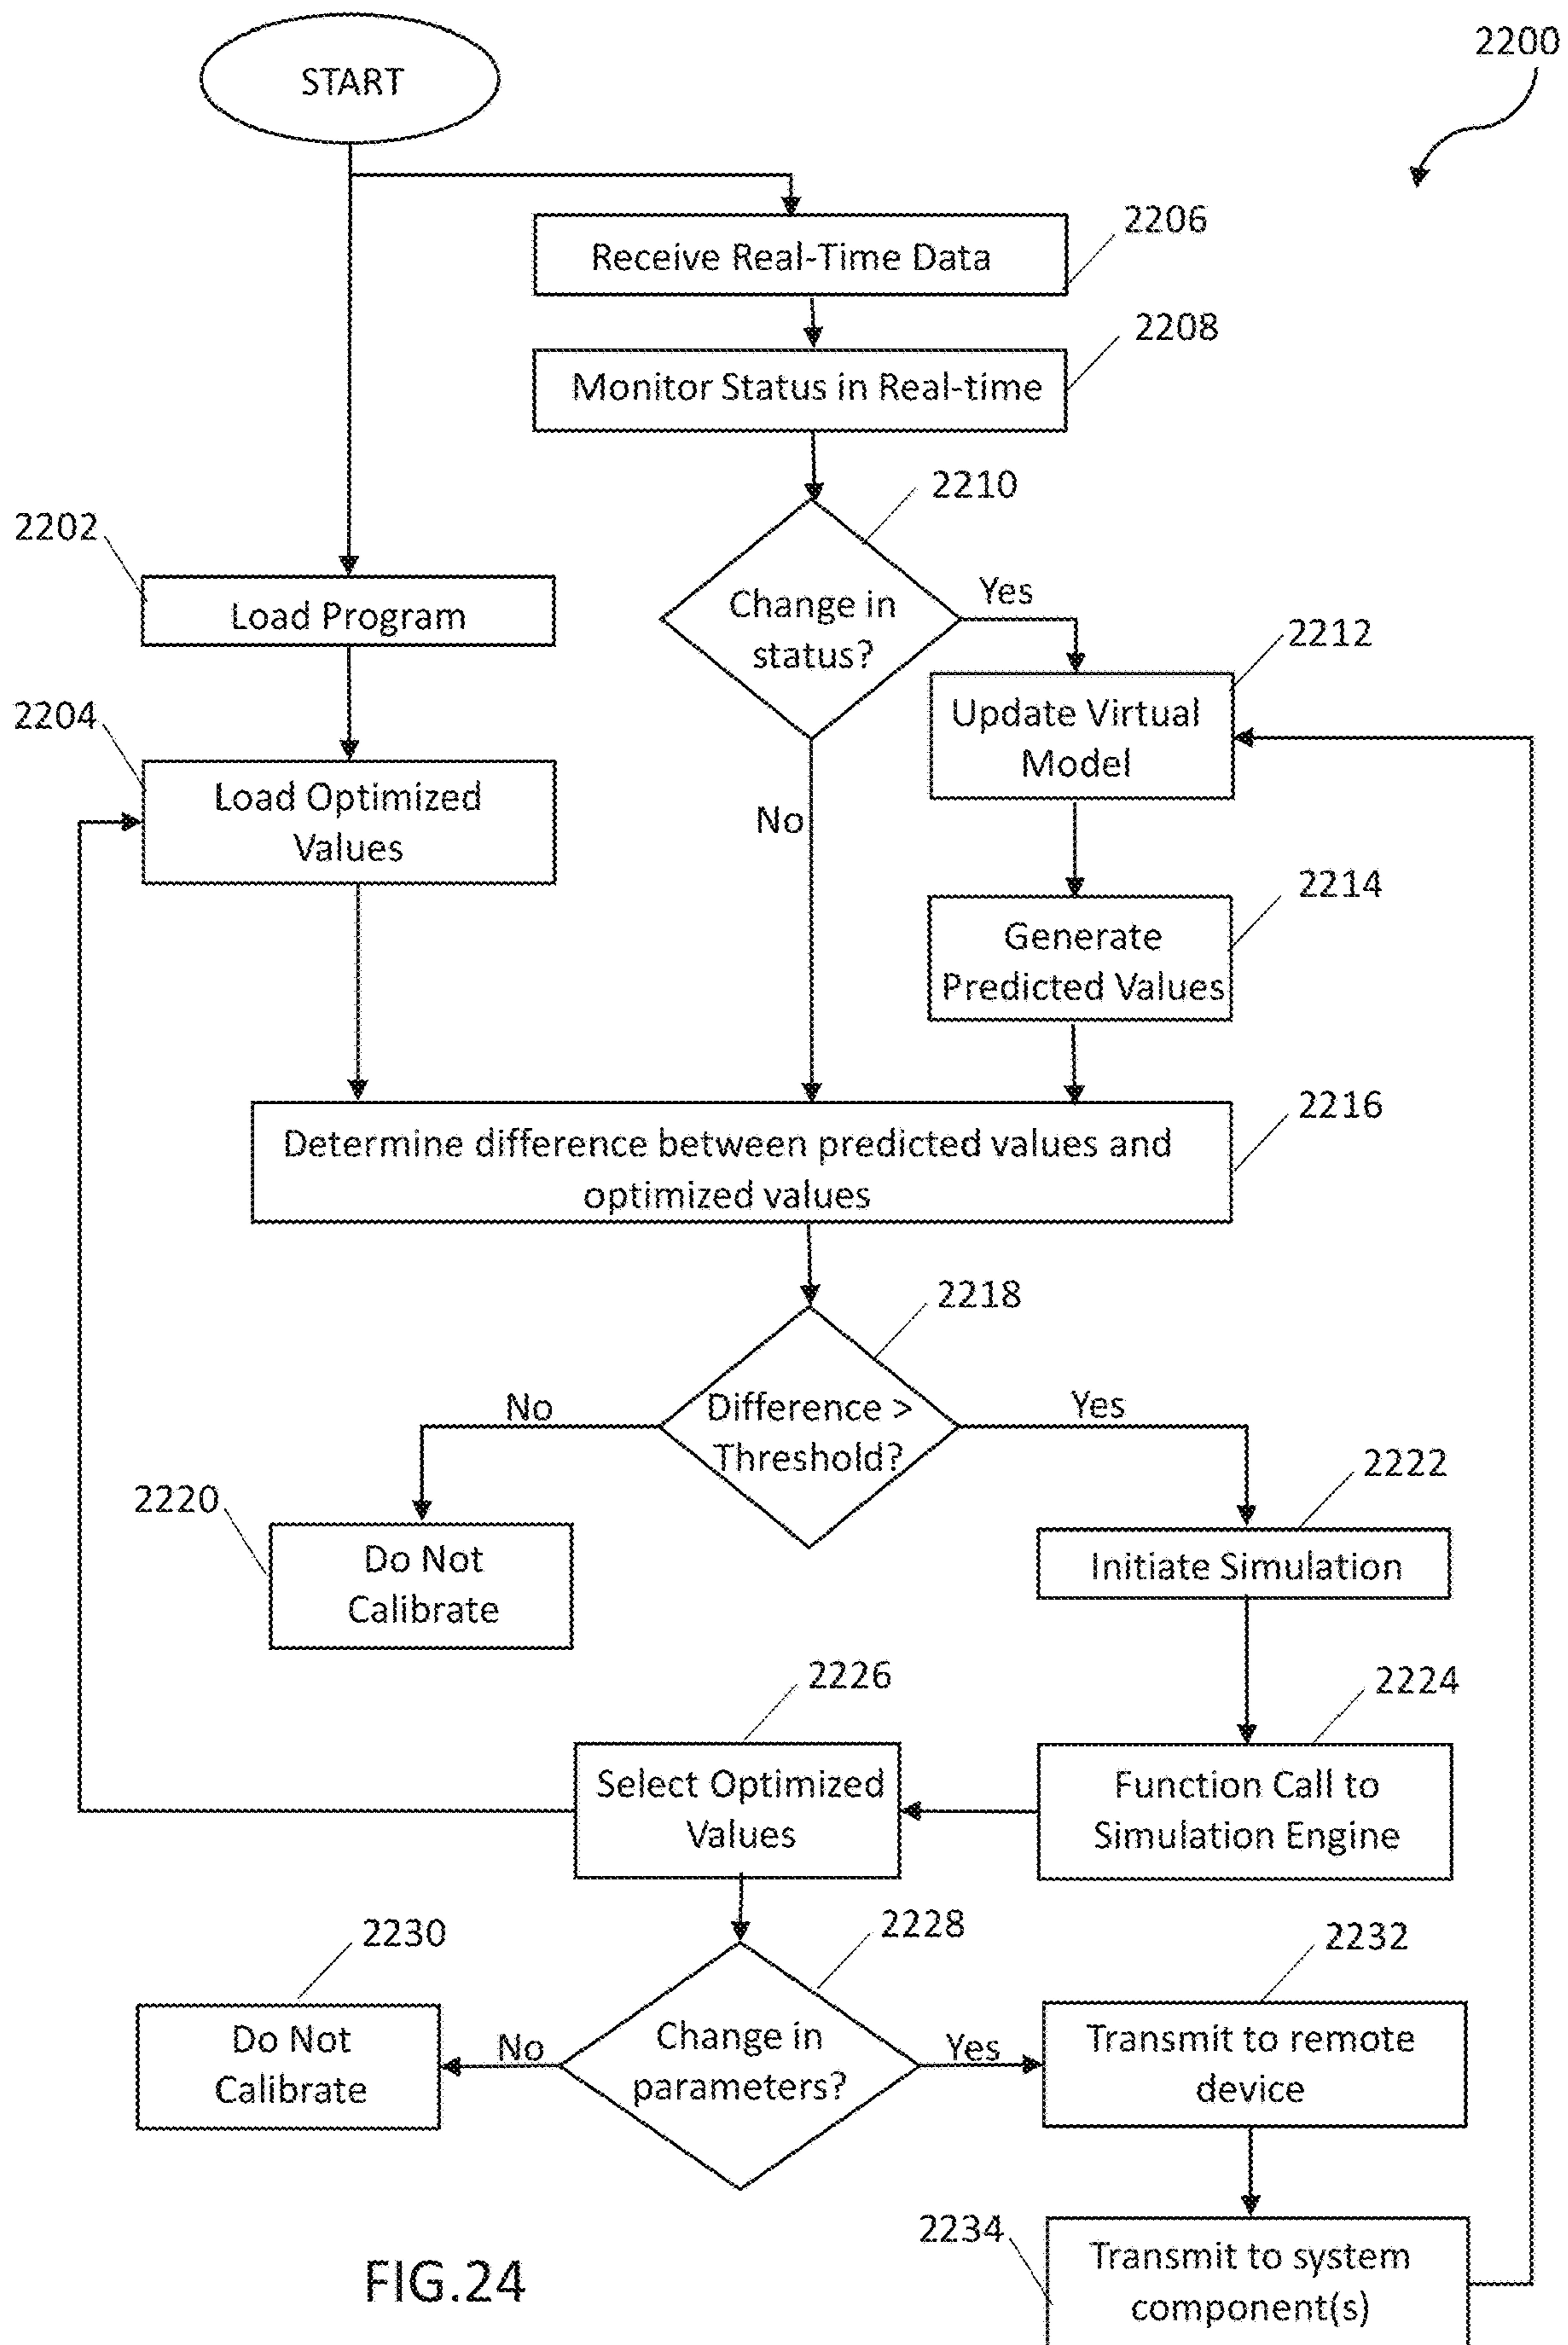 2200
START
2206
Receive Real-Time Data
2208
Monitor Status in Real-time
2210
Change in
status?
Yes
No
2202
Load Program
2212
Update Virtual
Model
2204
Load Optimized
Values
2214
Generate
Predicted Values
2216
Determine difference between predicted values and
optimized values
2218
Difference >
Threshold?
No
Yes
2220
Do Not
Calibrate
2222
Initiate Simulation
2224
Function Call to
Simulation Engine
2226
Select Optimized
Values
2228
Change in
parameters?
No
Yes
2230
Do Not
Calibrate
2232
Transmit to remote
device
2234
Transmit to system
component(s)
FIG.24